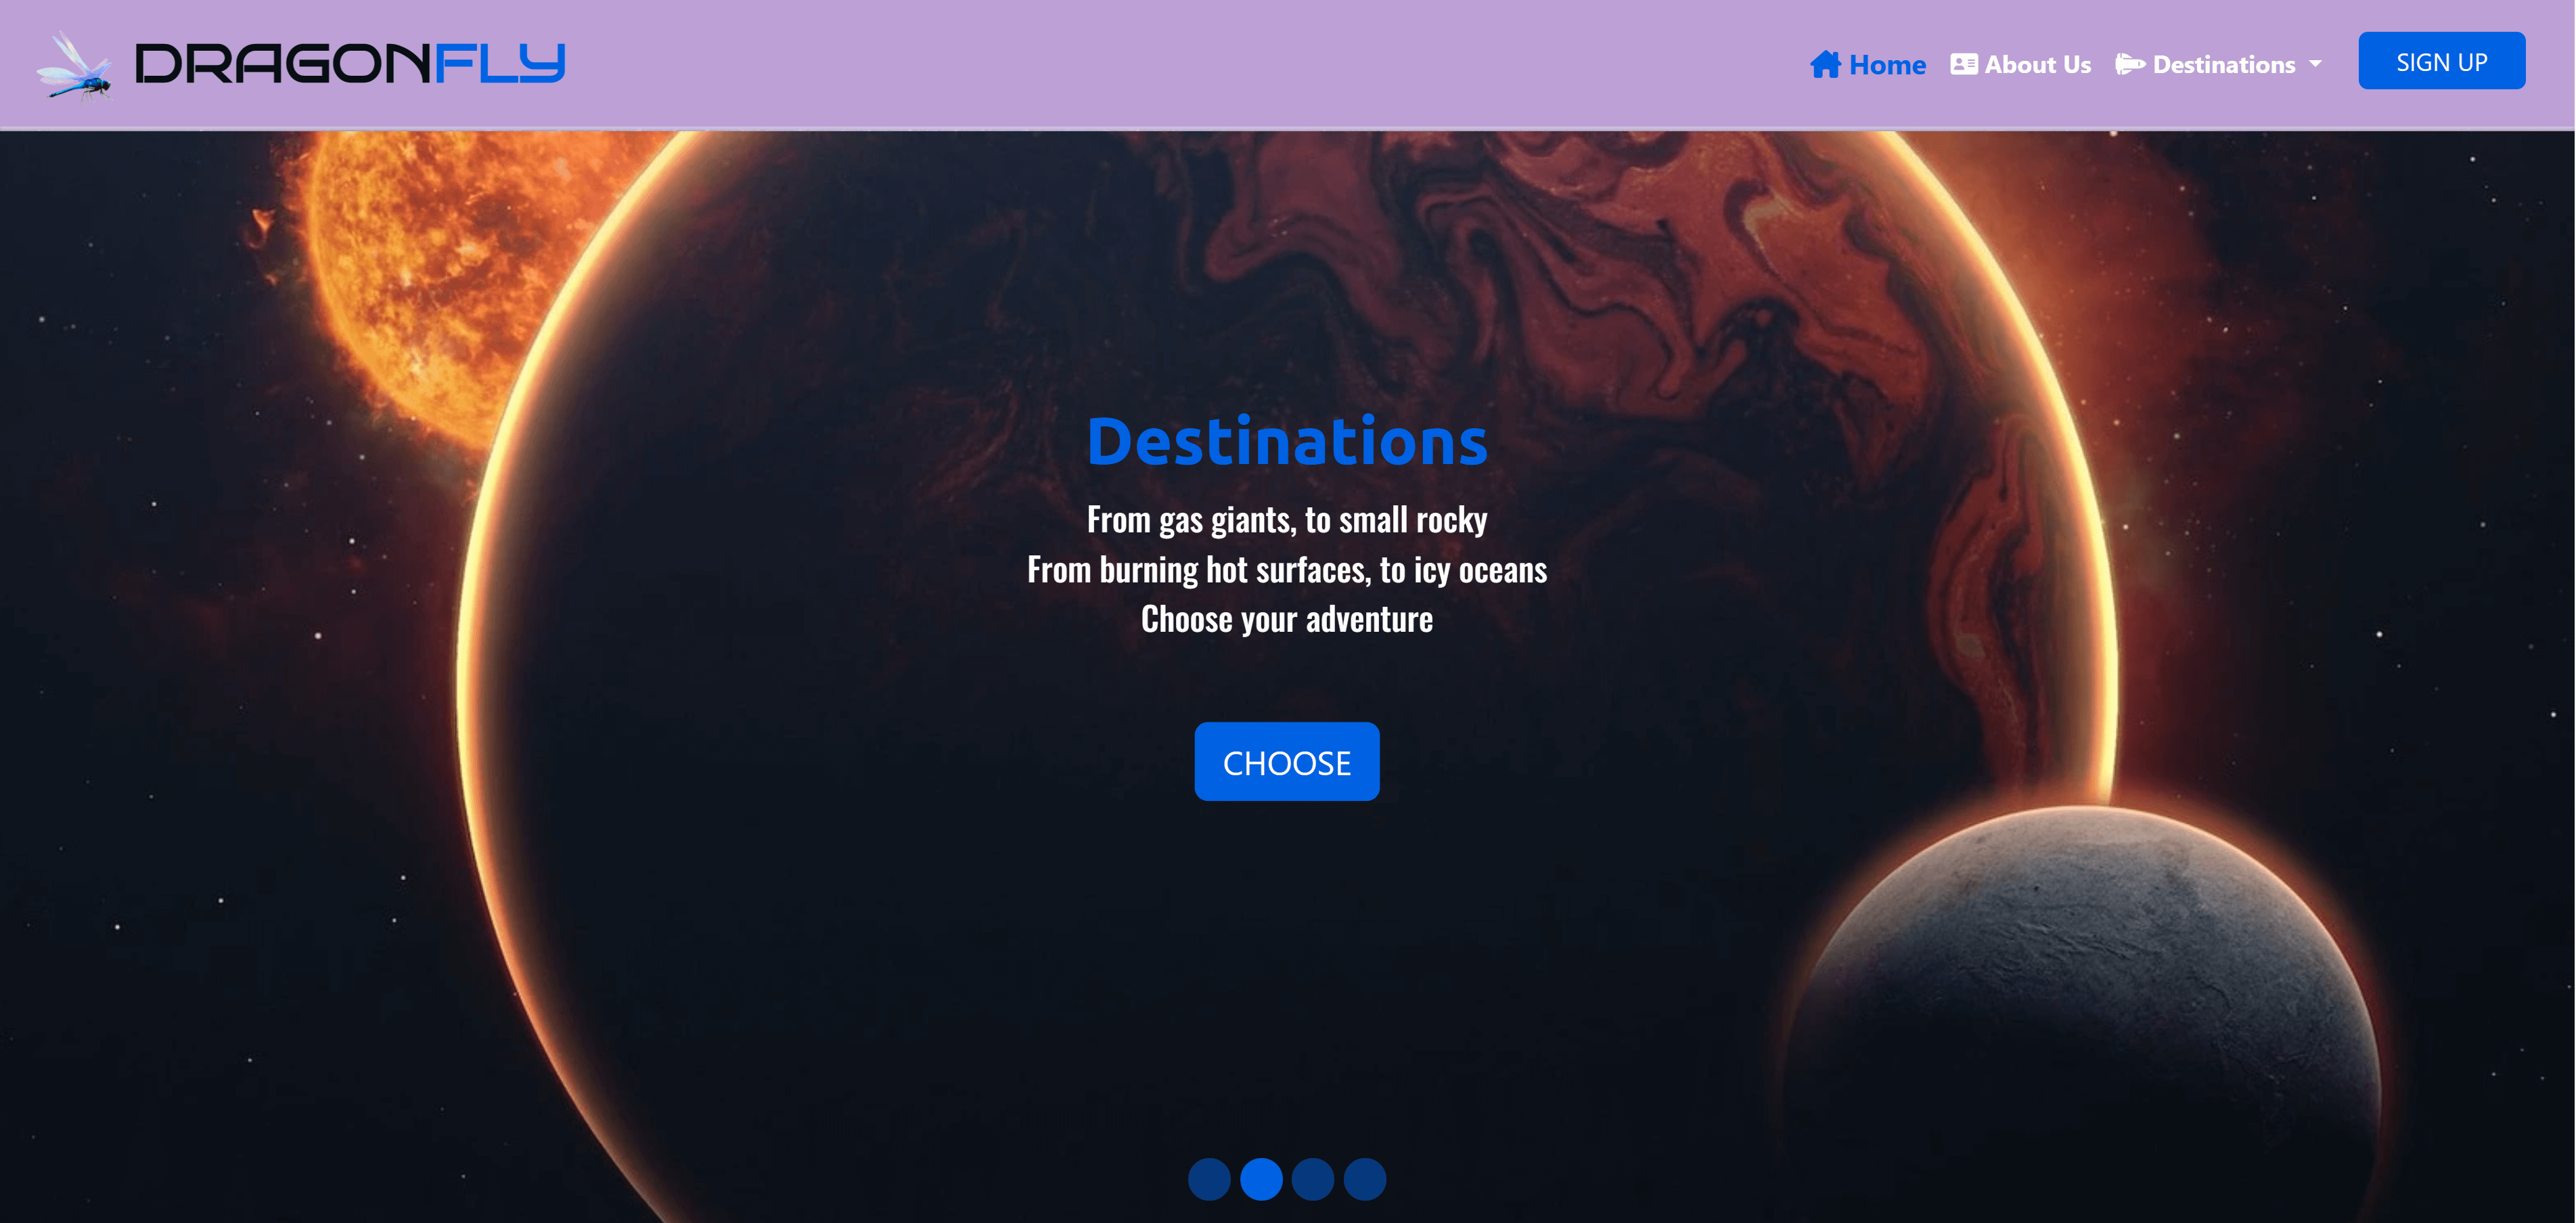 DRAGONFLY
Home
About Us
Destinations
SIGN UP
Destinations
From gas giants, to small rocky
From burning hot surfaces, to icy oceans
Choose your adventure
CHOOSE